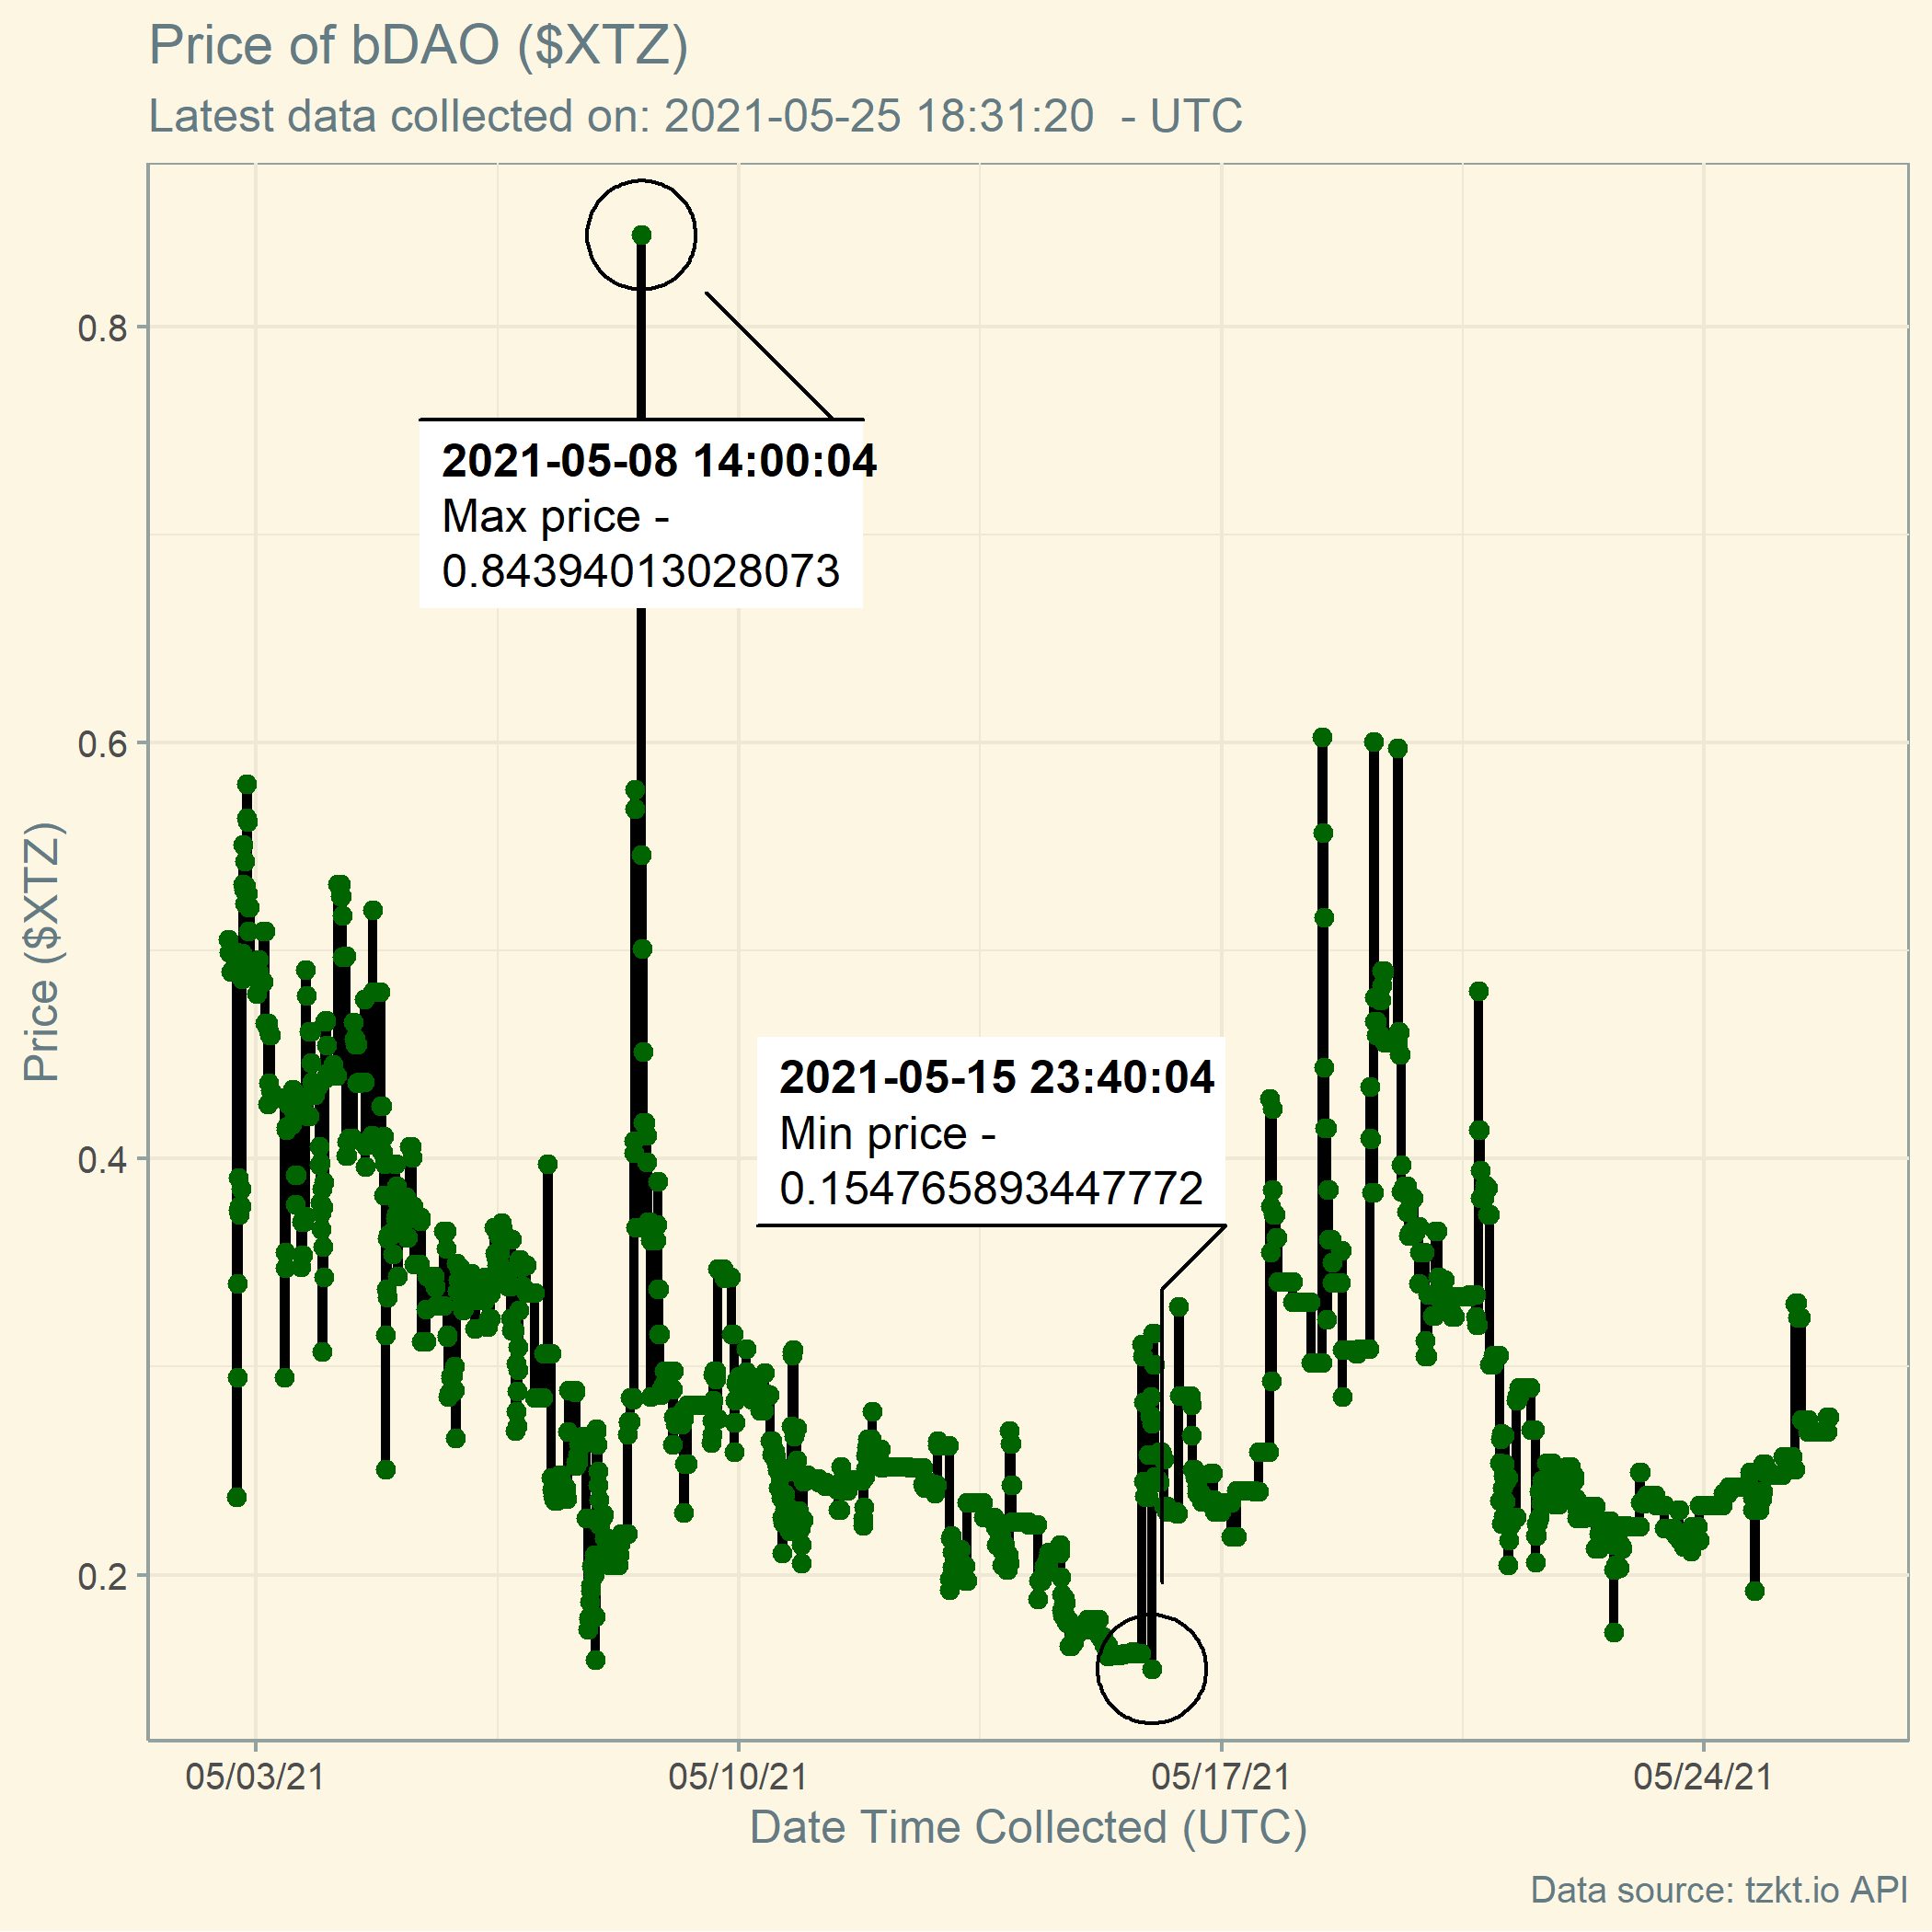 Price of bDAO ($XTZ)
Latest data collected on: 2021-05-25 18:31:20  - UTC
0.8
0.6
0.4
0.2
Price ($XTZ)
2021-05-08 14:00:04
Max price -
0.84394013028073
2021-05-15 23:40:04
Min price -
0.154765893447772
05/03/21
05/10/21
05/17/21
05/24/21
Date Time Collected (UTC)
Data source: tzkt.io API